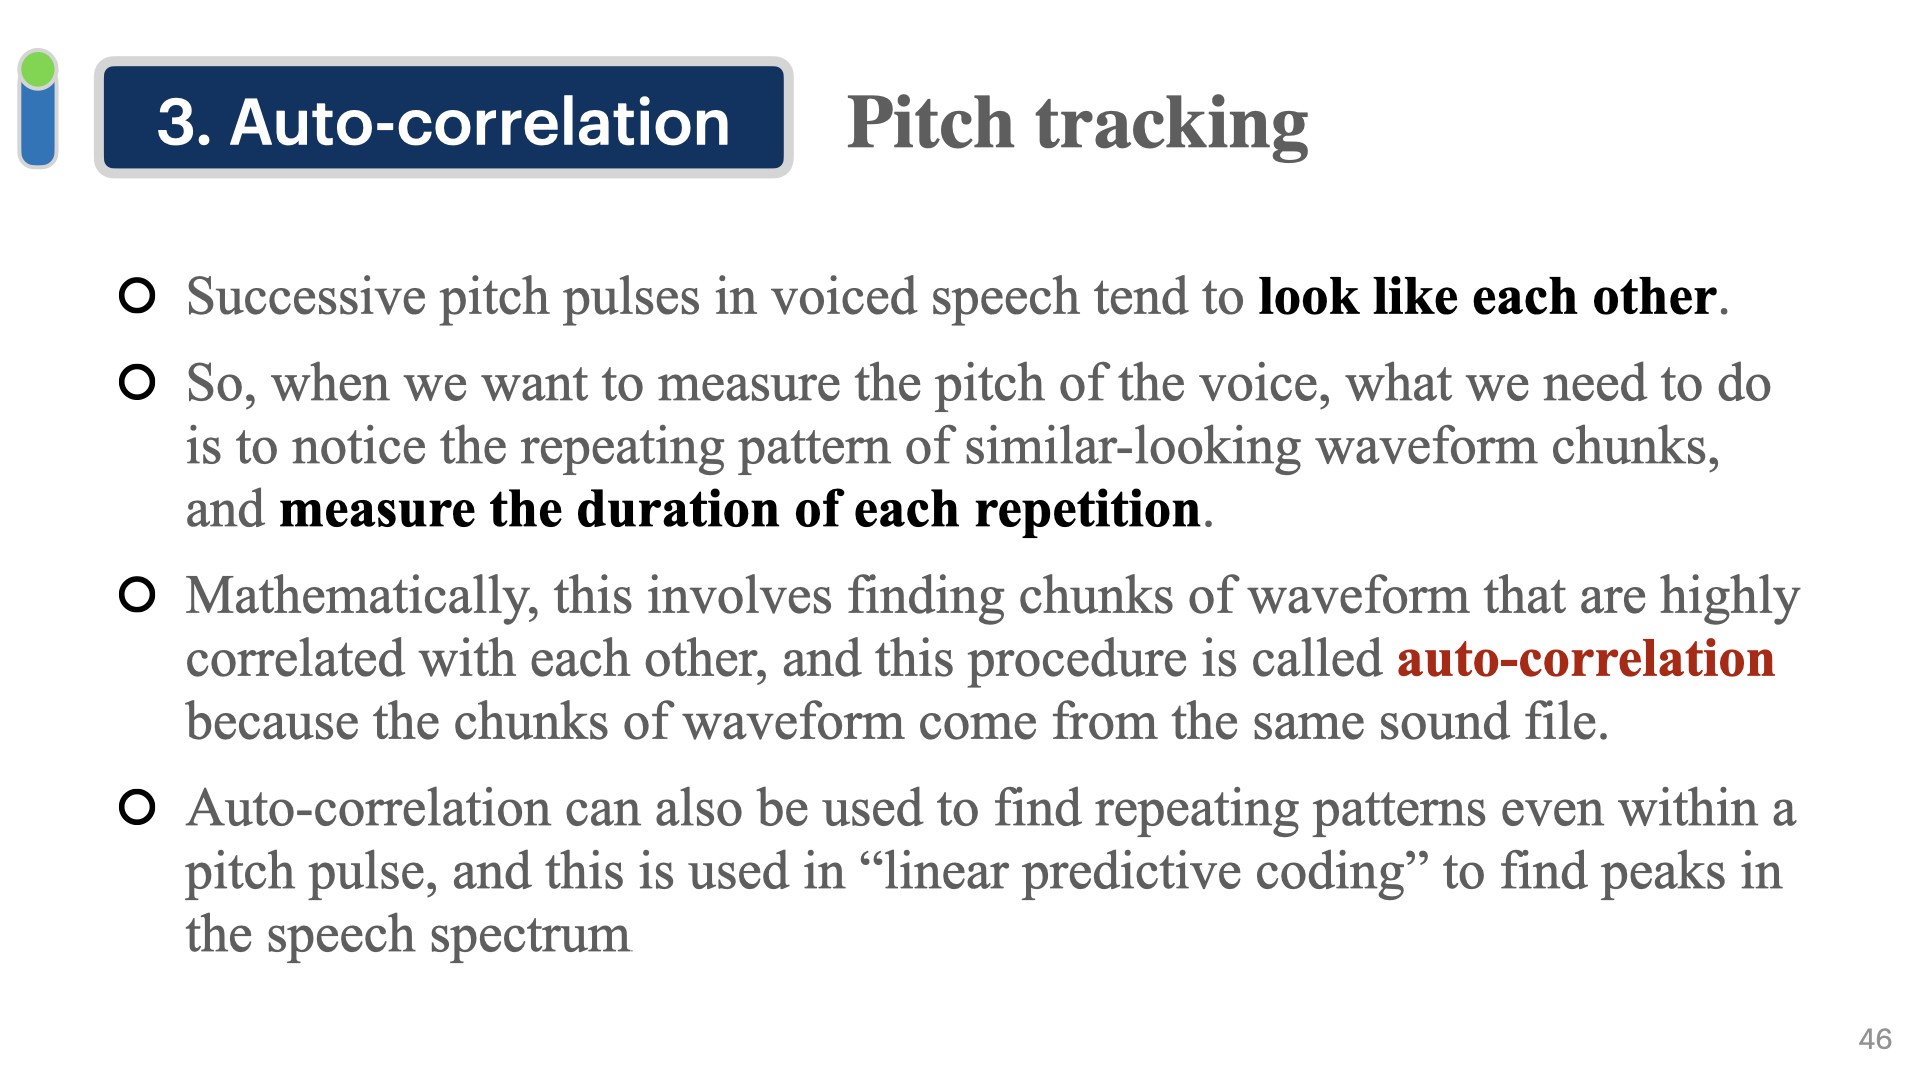 3. Auto-correlation
Pitch tracking
Successive pitch pulses in voiced speech tend to look like each other.
So, when we want to measure the pitch of the voice, what we need to do
is to notice the repeating pattern of similar-looking waveform chunks,
and measure the duration of each repetition.
Mathematically, this involves finding chunks of waveform that are highly
correlated with each other, and this procedure is called auto-correlation
because the chunks of waveform come from the same sound file.
Auto-correlation can also be used to find repeating patterns even within a
pitch pulse, and this is used in “linear predictive coding” to find peaks in
the speech spectrum
46